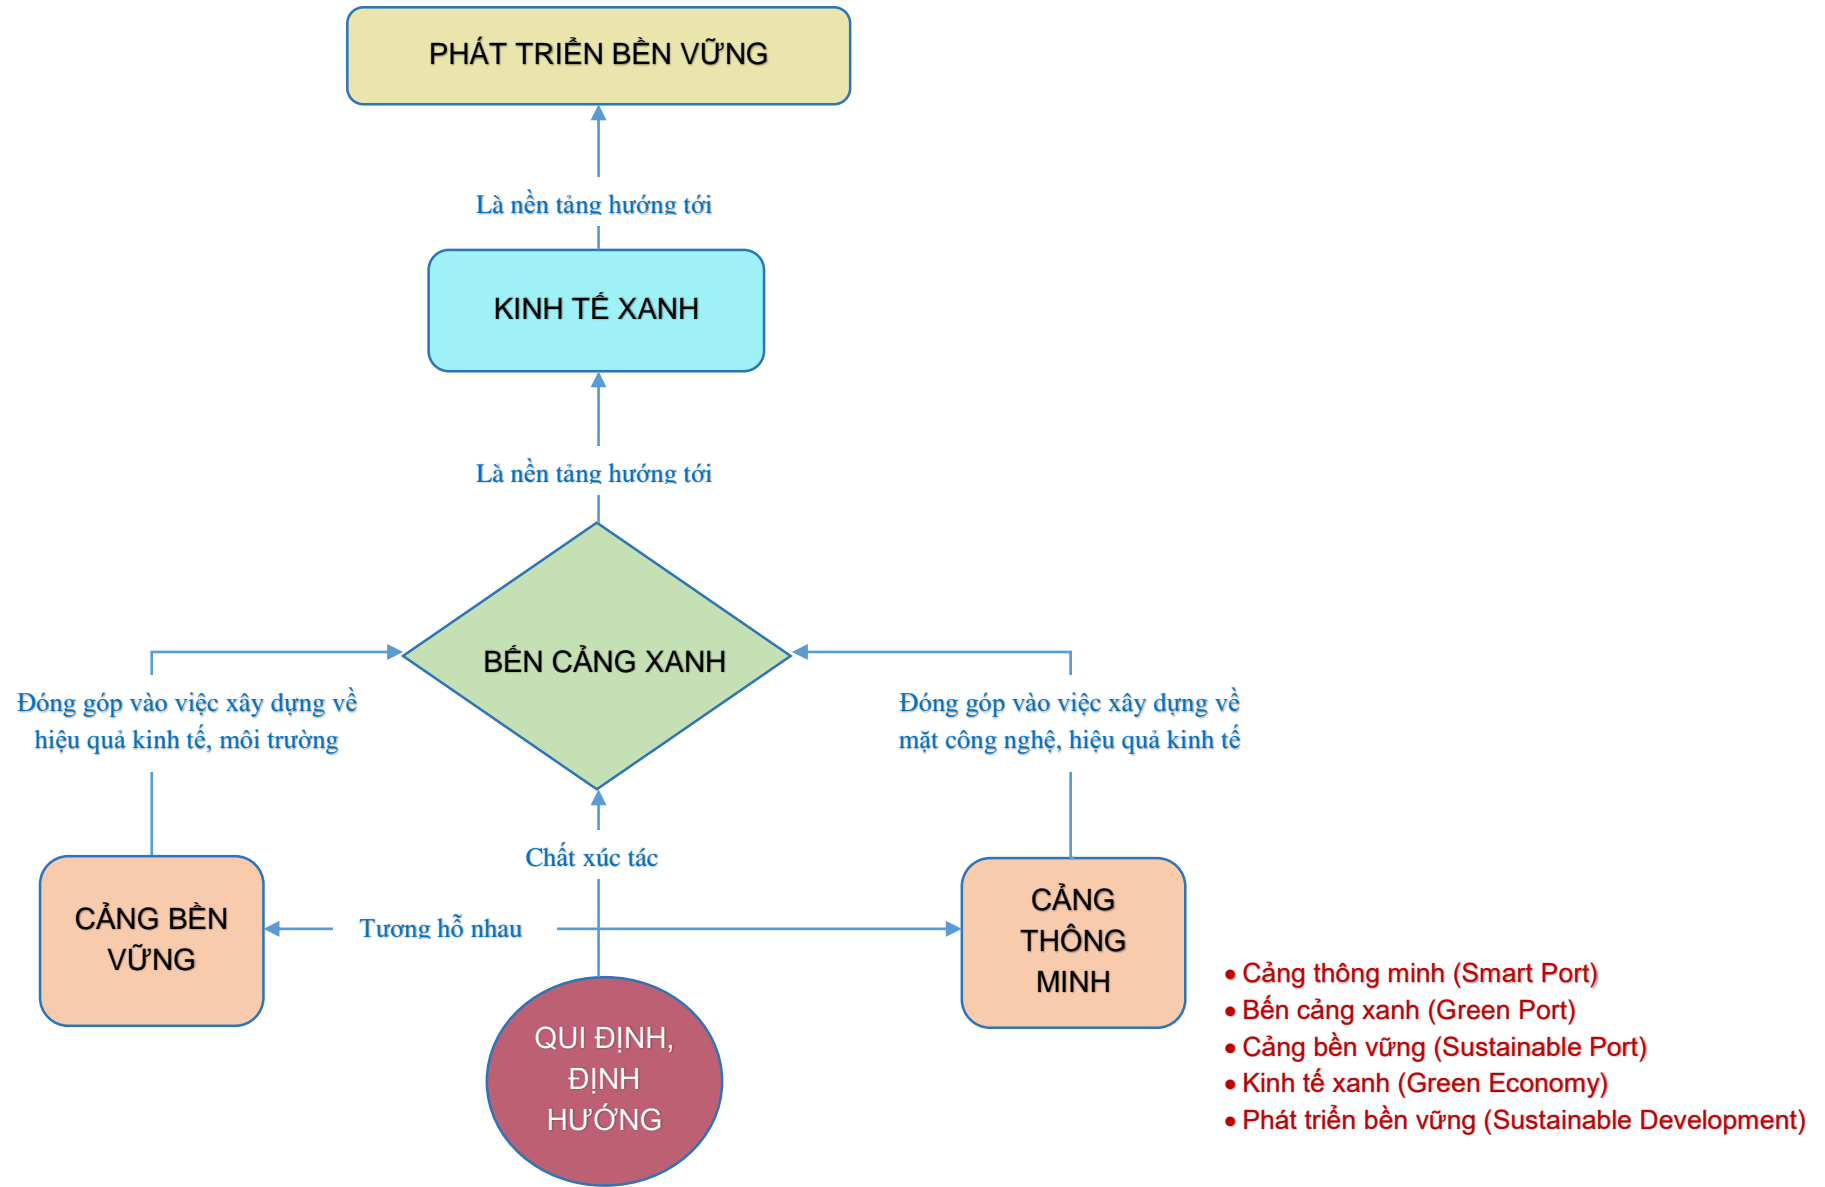 PHÁT TRIỂN BỀN VỮNG
Là nền tảng hướng tới
KINH TẾ XANH
Là nền tảng hướng tới
BẾN CẢNG XANH
Đóng góp vào việc xây dựng về
hiệu quả kinh tế, môi trường
Đóng góp vào việc xây dựng về
mặt công nghệ, hiệu quả kinh tế
Chất xúc tác
CẢNG BỀN
VỮNG
Tương hỗ nhau
CẢNG
THÔNG
MINH
QUI ĐỊNH,
ĐỊNH
HƯỚNG
• Cảng thông minh (Smart Port)
• Bến cảng xanh (Green Port)
• Cảng bền vững (Sustainable Port)
• Kinh tế xanh (Green Economy)
• Phát triển bền vững (Sustainable Development)